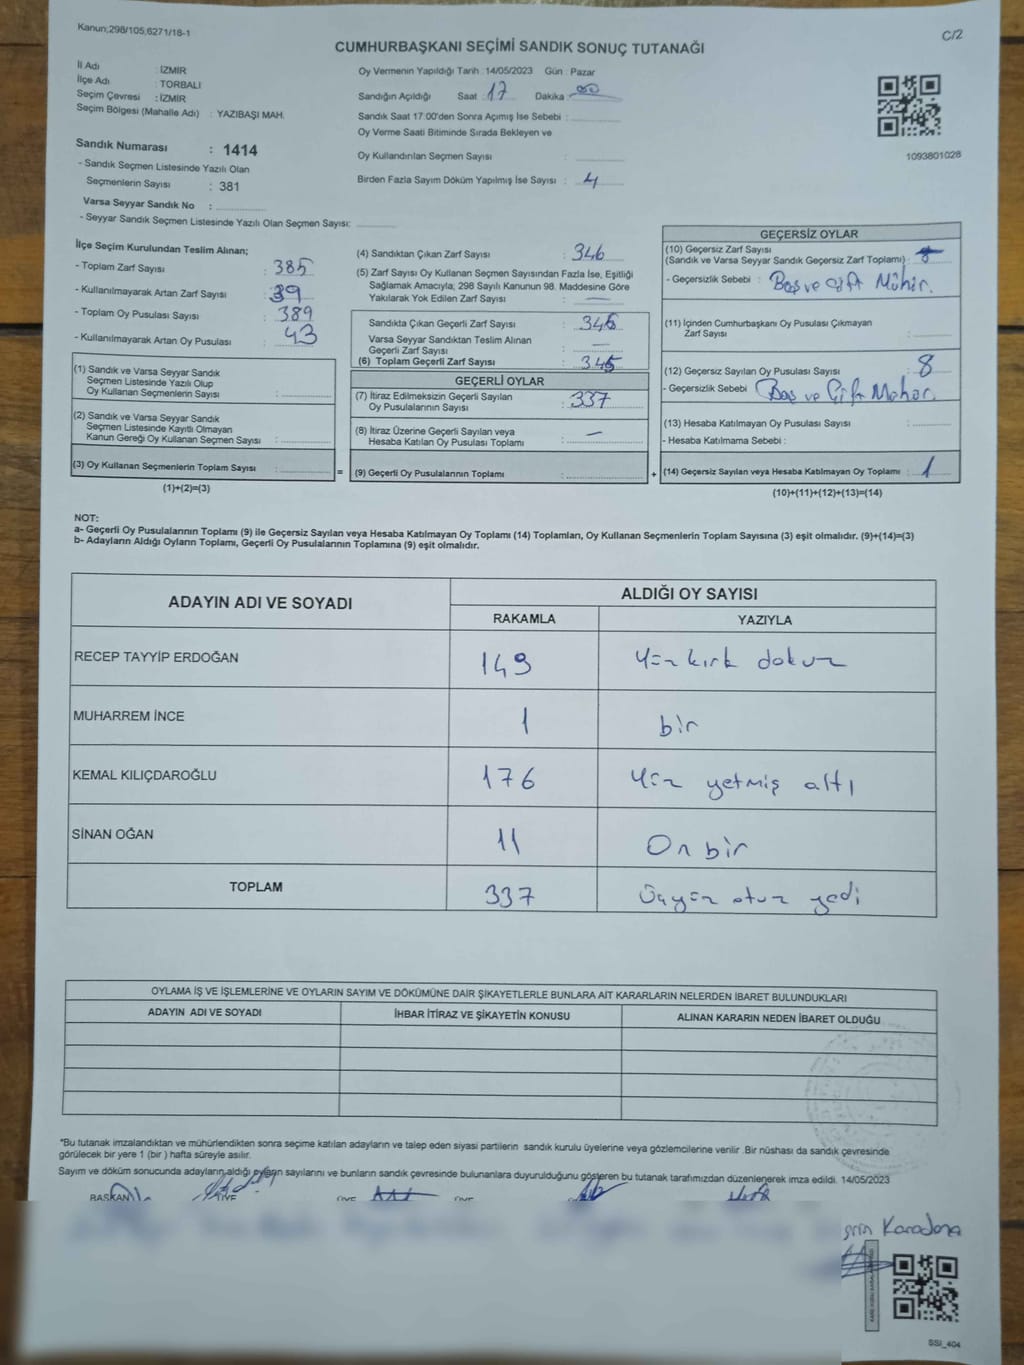 Kanun;298/105,6271/18-1
C/2
CUMHURBAŞKANI SEÇİMİ SANDIK SONUÇ TUTANAĞI
İl Adı : İZMİR
İlçe Adı : TORBALI
Seçim Çevresi : İZMİR
Seçim Bölgesi (Mahalle Adı) : YAZIBAŞI MAH.
Sandık Numarası : 1414
- Sandık Seçmen Listesinde Yazılı Olan
Seçmenlerin Sayısı : 381
Varsa Seyyar Sandık No :
- Seyyar Sandık Seçmen Listesinde Yazılı Olan Seçmen Sayısı:
Oy Vermenin Yapıldığı Tarih : 14/05/2023 Gün : Pazar
Sandığın Açıldığı Saat : 17 Dakika : 00
Sandık Saat 17.00'den Sonra Açımış İse Sebebi :
Oy Verme Saati Bitiminde Sırada Bekleyen ve
Oy Kullandırılan Seçmen Sayısı :
Birden Fazla Sayım Döküm Yapılmış İse Sayısı : 4
1093801028
İlçe Seçim Kurulundan Teslim Alınan;
- Toplam Zarf Sayısı : 385
- Kullanılmayarak Artan Zarf Sayısı : 39
- Toplam Oy Pusulası Sayısı : 389
- Kullanılmayarak Artan Oy Pusulası : 43
(1) Sandık ve Varsa Seyyar Sandık
Seçmen Listesinde Yazılı Olup
Oy Kullanan Seçmenlerin Sayısı :
(2) Sandık ve Varsa Seyyar Sandık
Seçmen Listesinde Kayıtlı Olmayan
Kanun Gereği Oy Kullanan Seçmen Sayısı :
(3) Oy Kullanan Seçmenlerin Toplam Sayısı :
(1)+(2)=(3)
(4) Sandıktan Çıkan Zarf Sayısı : 346
(5) Zarf Sayısı Oy Kullanan Seçmen Sayısından Fazla İse, Eşitliği
Sağlamak Amacıyla; 298 Sayılı Kanunun 98. Maddesine Göre
Yakılarak Yok Edilen Zarf Sayısı : —
Sandıkta Çıkan Geçerli Zarf Sayısı : 345
Varsa Seyyar Sandıktan Teslim Alınan
Geçerli Zarf Sayısı : —
(6) Toplam Geçerli Zarf Sayısı : 345
GEÇERLİ OYLAR
(7) İtiraz Edilmeksizin Geçerli Sayılan
Oy Pusulalarının Sayısı : 337
(8) İtiraz Üzerine Geçerli Sayılan veya
Hesaba Katılan Oy Pusulası Toplamı : —
= (9) Geçerli Oy Pusulalarının Toplamı :
GEÇERSİZ OYLAR
(10) Geçersiz Zarf Sayısı
(Sandık ve Varsa Seyyar Sandık Geçersiz Zarf Toplamı) :
- Geçersizlik Sebebi : Boş ve çift Mühür.
(11) İçinden Cumhurbaşkanı Oy Pusulası Çıkmayan
Zarf Sayısı :
(12) Geçersiz Sayılan Oy Pusulası Sayısı : 8
- Geçersizlik Sebebi : Boş ve Çift Mühür.
(13) Hesaba Katılmayan Oy Pusulası Sayısı :
- Hesaba Katılmama Sebebi :
+ (14) Geçersiz Sayılan veya Hesaba Katılmayan Oy Toplamı : 1
(10)+(11)+(12)+(13)=(14)
NOT:
a- Geçerli Oy Pusulalarının Toplamı (9) ile Geçersiz Sayılan veya Hesaba Katılmayan Oy Toplamı (14) Toplamları, Oy Kullanan Seçmenlerin Toplam Sayısına (3) eşit olmalıdır. (9)+(14)=(3)
b- Adayların Aldığı Oyların Toplamı, Geçerli Oy Pusulalarının Toplamına (9) eşit olmalıdır.
ADAYIN ADI VE SOYADI
ALDIĞI OY SAYISI
RAKAMLA YAZIYLA
RECEP TAYYİP ERDOĞAN 149 Yüz kırk dokuz
MUHARREM İNCE 1 bir
KEMAL KILIÇDAROĞLU 176 Yüz yetmiş altı
SİNAN OĞAN 11 On bir
TOPLAM 337 Üçyüz otuz yedi
OYLAMA İŞ VE İŞLEMLERİNE VE OYLARIN SAYIM VE DÖKÜMÜNE DAİR ŞİKAYETLERLE BUNLARA AİT KARARLARIN NELERDEN İBARET BULUNDUKLARI
ADAYIN ADI VE SOYADI İHBAR İTİRAZ VE ŞİKAYETİN KONUSU ALINAN KARARIN NEDEN İBARET OLDUĞU
"Bu tutanak imzalandıktan ve mühürlendikten sonra seçime katılan adayların ve talep eden siyasi partilerin sandık kurulu üyelerine veya gözlemcilerine verilir .Bir nüshası da sandık çevresinde
görülecek bir yere 1 (bir ) hafta süreyle asılır.
Sayım ve döküm sonucunda adayların aldığı oyların sayılarını ve bunların sandık çevresinde bulunanlara duyurulduğunu gösteren bu tutanak tarafımızdan düzenlenerek imza edildi. 14/05/2023
BAŞKAN ÜYE ÜYE ÜYE
Karadona
SSİ_404